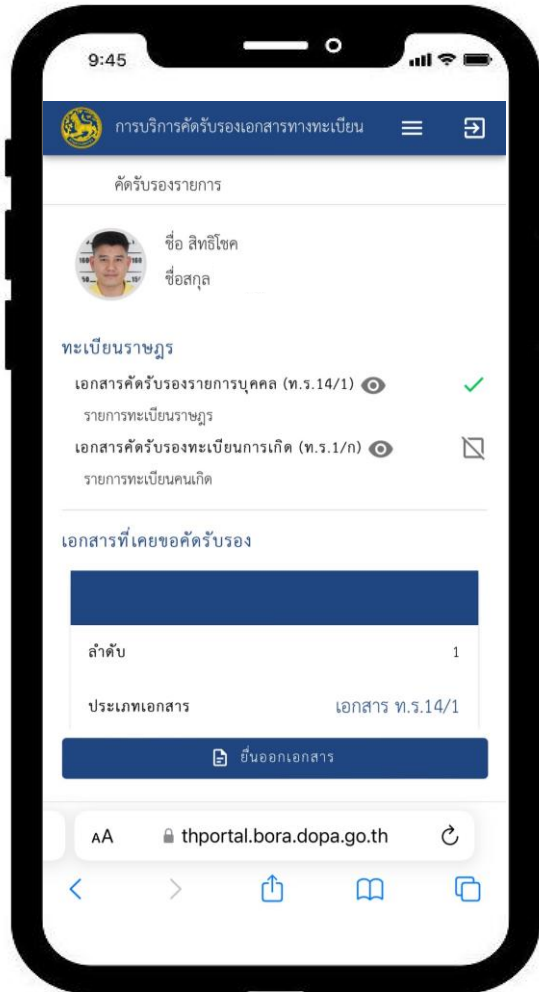 9:45
การบริการคัดรับรองเอกสารทางทะเบียน
คัดรับรองรายการ
ชื่อ สิทธิโชค
ชื่อสกุล
ทะเบียนราษฎร
เอกสารคัดรับรองรายการบุคคล (ท.ร.14/1)
รายการทะเบียนราษฎร
เอกสารคัดรับรองทะเบียนการเกิด (ท.ร.1/ก)
รายการทะเบียนคนเกิด
เอกสารที่เคยขอคัดรับรอง
ลำดับ 1
ประเภทเอกสาร เอกสาร ท.ร.14/1
ยื่นออกเอกสาร
AA thportal.bora.dopa.go.th